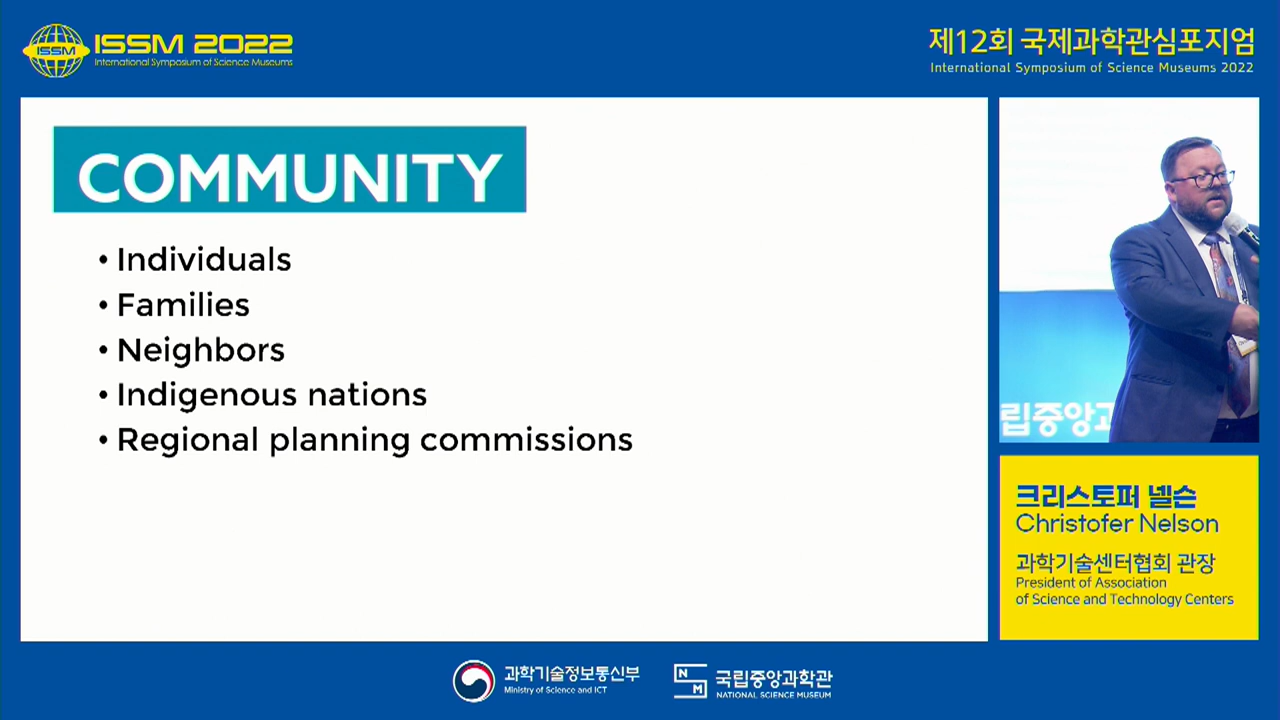 ISSM
ISSM 2022
International Symposium of Science Museums
제12회 국제과학관심포지엄
International Symposium of Science Museums 2022
COMMUNITY
• Individuals
• Families
• Neighbors
• Indigenous nations
• Regional planning commissions
립중앙과
크리스토퍼 넬슨
Christofer Nelson
과학기술센터협회 관장
President of Association
of Science and Technology Centers
과학기술정보통신부
Ministry of Science and ICT
NSM
국립중앙과학관
NATIONAL SCIENCE MUSEUM